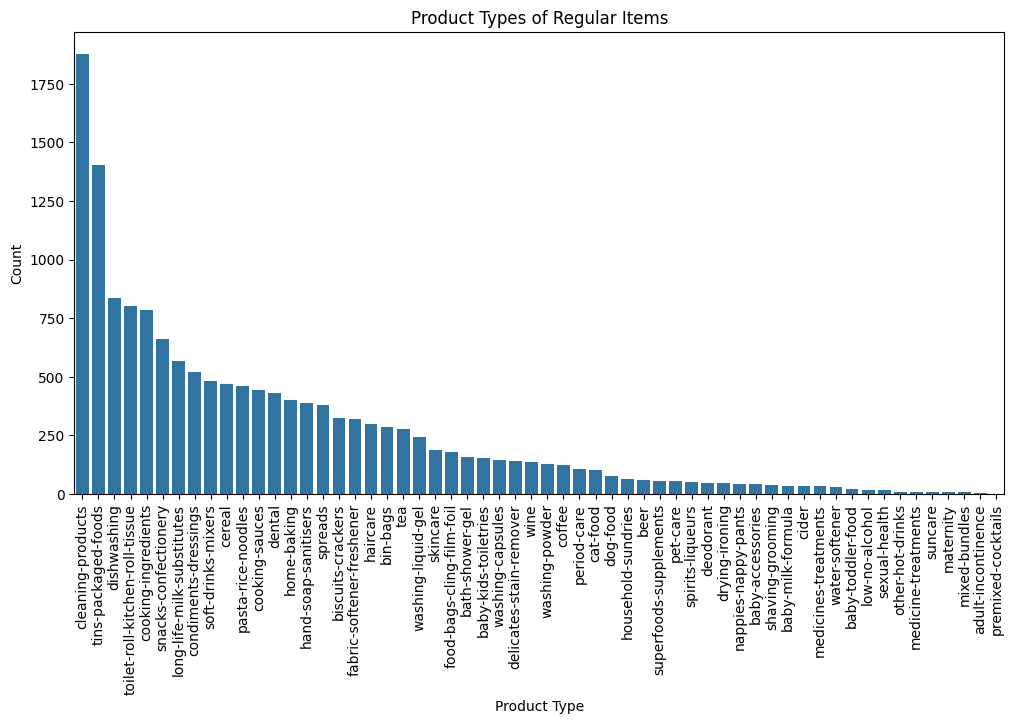 Product Types of Regular Items
Count
1750
1500
1250
1000
750
500
250
0
cleaning-products
tins-packaged-foods
dishwashing
toilet-roll-kitchen-roll-tissue
cooking-ingredients
snacks-confectionery
long-life-milk-substitutes
condiments-dressings
soft-drinks-mixers
cereal
pasta-rice-noodles
cooking-sauces
dental
home-baking
hand-soap-sanitisers
spreads
biscuits-crackers
fabric-softener-freshener
haircare
bin-bags
tea
washing-liquid-gel
skincare
food-bags-cling-film-foil
bath-shower-gel
baby-kids-toiletries
washing-capsules
delicates-stain-remover
wine
washing-powder
coffee
period-care
cat-food
dog-food
household-sundries
beer
superfoods-supplements
pet-care
spirits-liqueurs
deodorant
drying-ironing
nappies-nappy-pants
baby-accessories
shaving-grooming
baby-milk-formula
cider
medicines-treatments
water-softener
baby-toddler-food
low-no-alcohol
sexual-health
other-hot-drinks
medicine-treatments
suncare
maternity
mixed-bundles
adult-incontinence
premixed-cocktails
Product Type